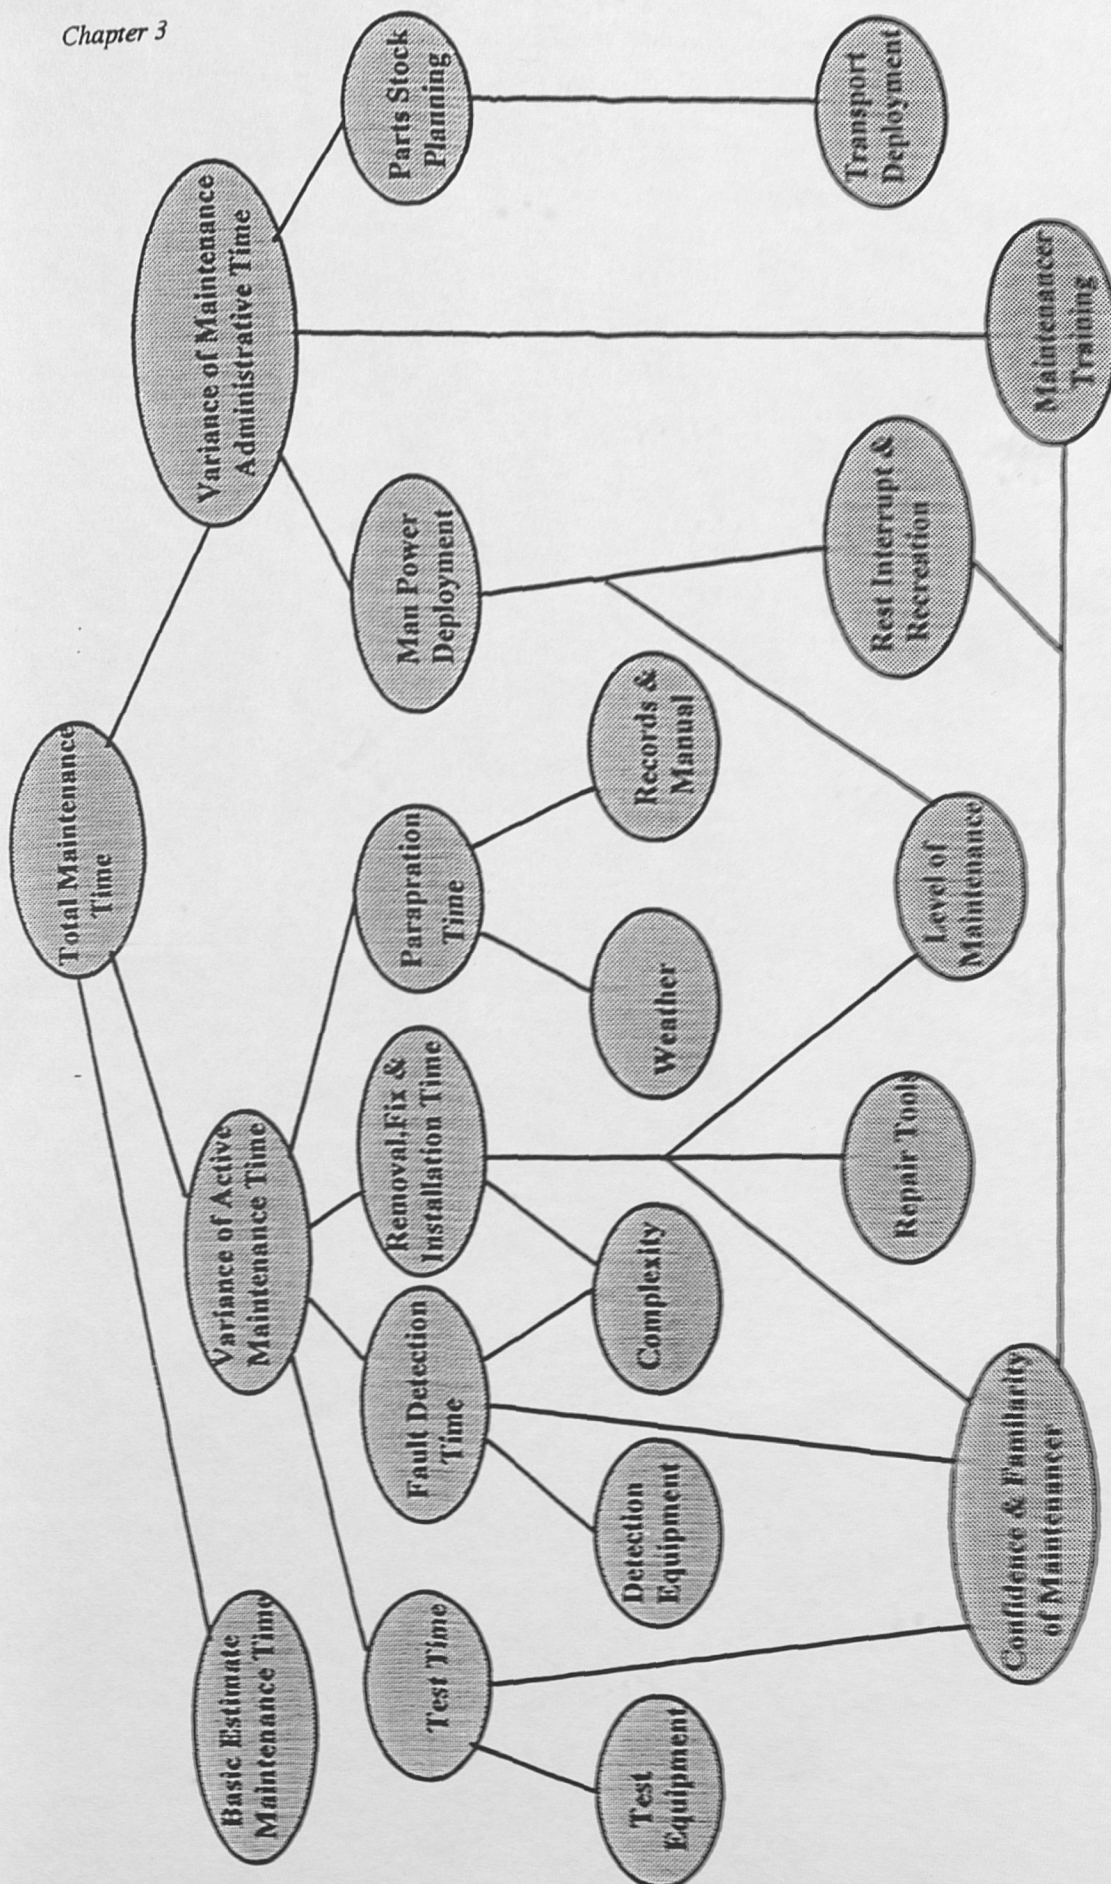 Chapter 3
Total Maintenance
Time
Basic Estimate
Maintenance Time
Variance of Active
Maintenance Time
Variance of Maintenance
Administrative Time
Test Time
Fault Detection
Time
Removal,Fix &
Installation Time
Parapration
Time
Man Power
Deployment
Parts Stock
Planning
Test
Equipment
Detection
Equipment
Complexity
Weather
Records &
Manual
Repair Tools
Level of
Maintenance
Rest Interrupt &
Recreation
Transport
Deployment
Confidence & Familarity
of Maintenancer
Maintenancer
Training